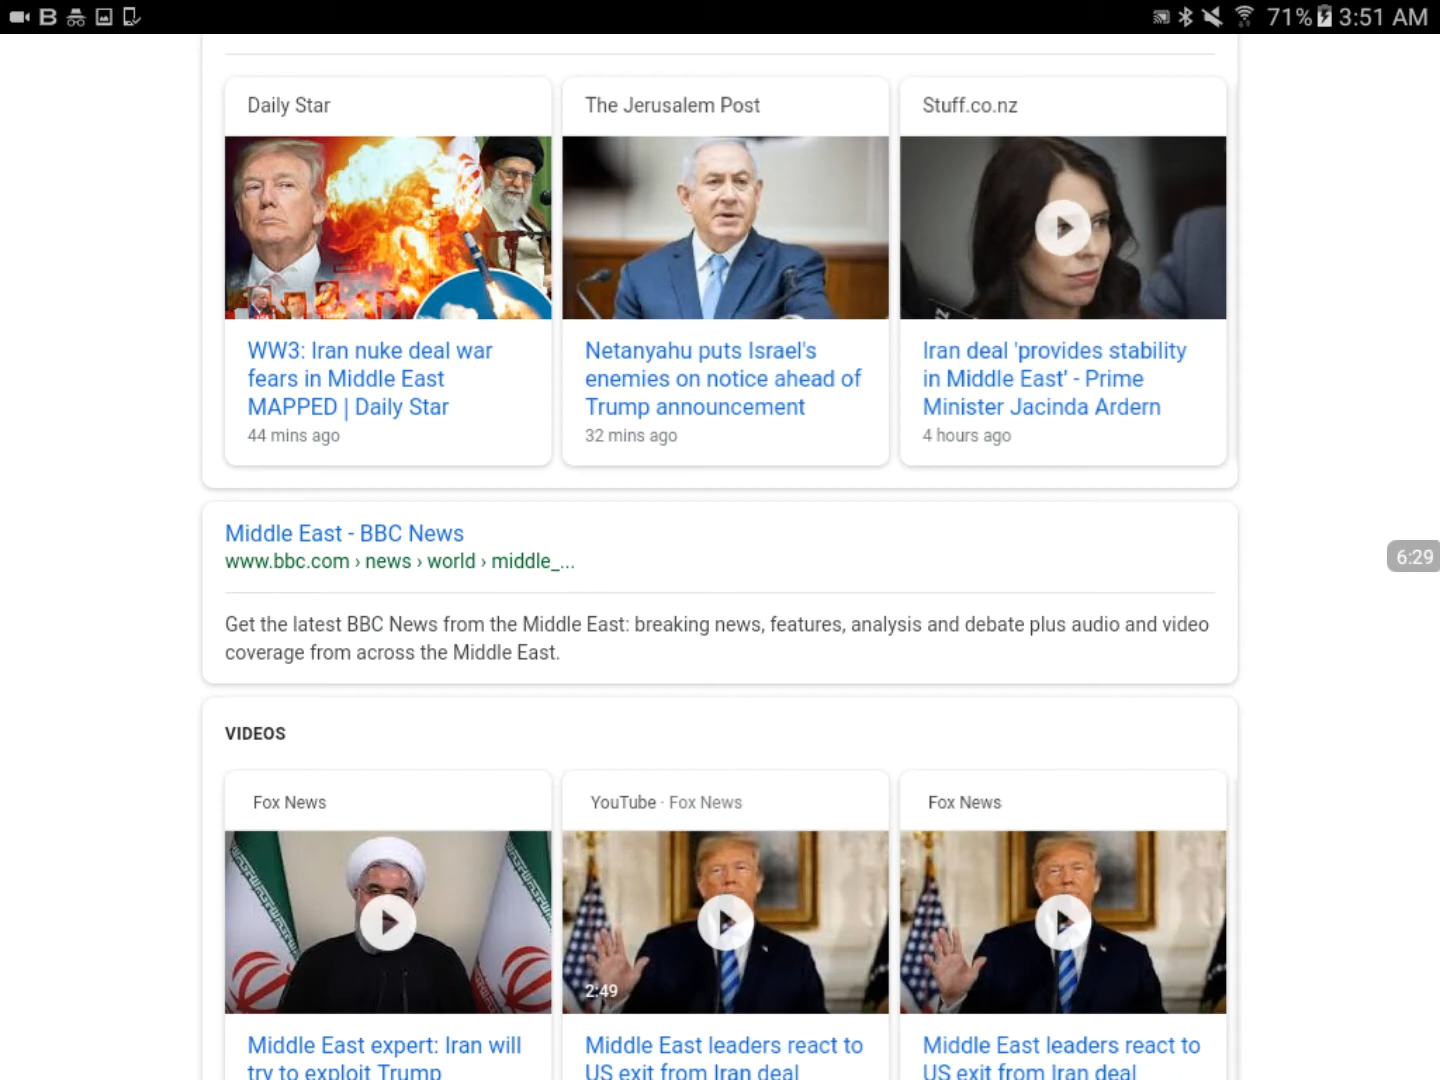 71% 3:51 AM
Daily Star
The Jerusalem Post
Stuff.co.nz
WW3: Iran nuke deal war
fears in Middle East
MAPPED | Daily Star
44 mins ago
Netanyahu puts Israel's
enemies on notice ahead of
Trump announcement
32 mins ago
Iran deal 'provides stability
in Middle East' - Prime
Minister Jacinda Ardern
4 hours ago
Middle East - BBC News
www.bbc.com › news › world › middle_...
6:29
Get the latest BBC News from the Middle East: breaking news, features, analysis and debate plus audio and video
coverage from across the Middle East.
VIDEOS
Fox News
YouTube · Fox News
Fox News
2:49
Middle East expert: Iran will
try to exploit Trump
Middle East leaders react to
US exit from Iran deal
Middle East leaders react to
US exit from Iran deal